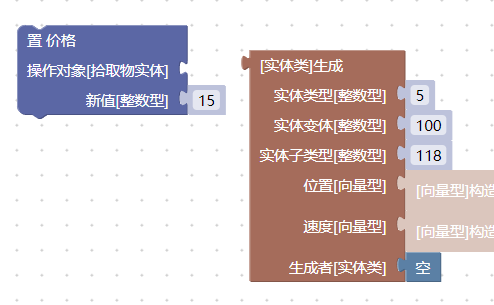 置 价格
操作对象[拾取物实体]
新值[整数型] 15
[实体类]生成
实体类型[整数型] 5
实体变体[整数型] 100
实体子类型[整数型] 118
位置[向量型] [向量型]构造
速度[向量型] [向量型]构造
生成者[实体类] 空